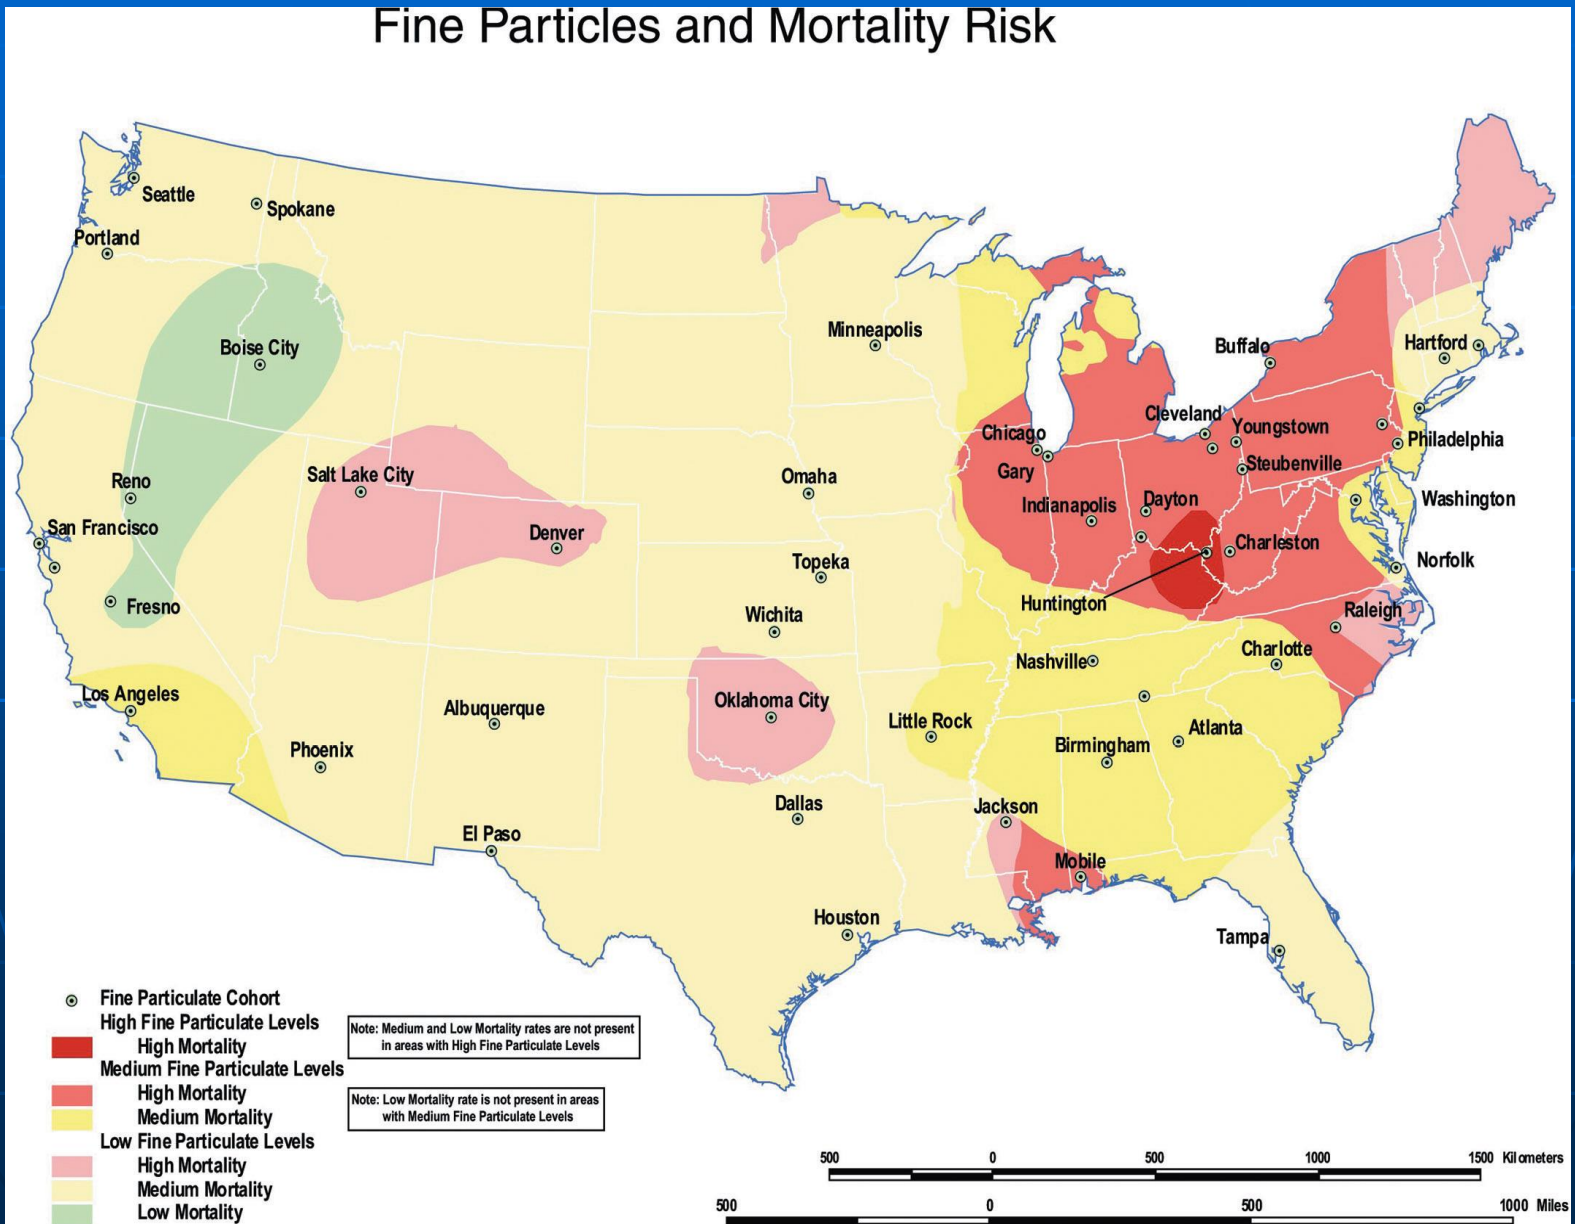 Fine Particles and Mortality Risk
Seattle
Spokane
Portland
Minneapolis
Boise City
Buffalo
Hartford
Cleveland
Youngstown
Chicago
Philadelphia
Gary
Steubenville
Salt Lake City
Reno
Omaha
Indianapolis
Dayton
Washington
San Francisco
Denver
Charleston
Topeka
Norfolk
Fresno
Huntington
Wichita
Raleigh
Nashville
Charlotte
Los Angeles
Albuquerque
Oklahoma City
Little Rock
Phoenix
Birmingham
Atlanta
Dallas
Jackson
El Paso
Mobile
Houston
Tampa
Fine Particulate Cohort
High Fine Particulate Levels
High Mortality
Note: Medium and Low Mortality rates are not present
in areas with High Fine Particulate Levels
Medium Fine Particulate Levels
High Mortality
Medium Mortality
Note: Low Mortality rate is not present in areas
with Medium Fine Particulate Levels
Low Fine Particulate Levels
High Mortality
Medium Mortality
Low Mortality
500 0 500 1000 1500 Kilometers
500 0 500 1000 Miles